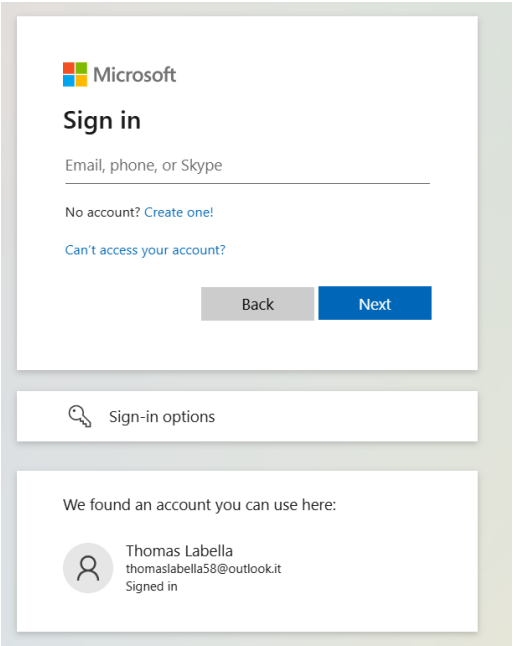 Microsoft
Sign in
Email, phone, or Skype
No account? Create one!
Can't access your account?
Back
Next
Sign-in options
We found an account you can use here:
Thomas Labella
thomaslabella58@outlook.it
Signed in